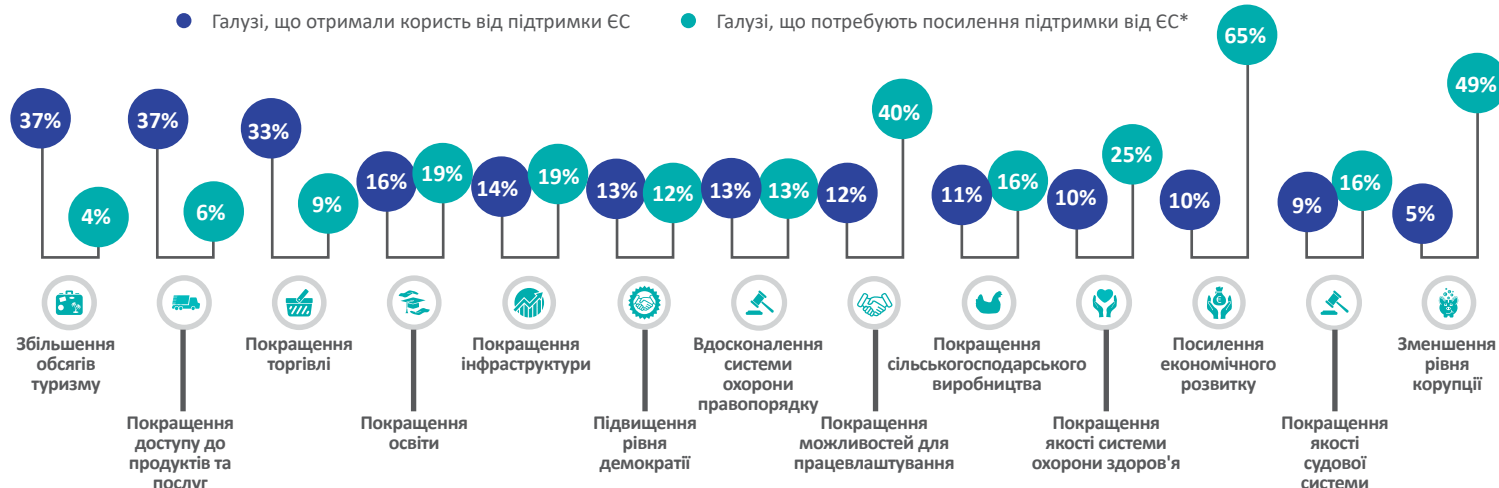 Галузі, що отримали користь від підтримки ЄС
Галузі, що потребують посилення підтримки від ЄС*
37%
4%
37%
6%
33%
9%
16%
19%
14%
19%
13%
12%
13%
13%
12%
40%
11%
16%
10%
25%
10%
65%
9%
16%
5%
49%
Збільшення
обсягів
туризму
Покращення
доступу до
продуктів та
послуг
Покращення
торгівлі
Покращення
освіти
Покращення
інфраструктури
Підвищення
рівня
демократії
Вдосконалення
системи
охорони
правопорядку
Покращення
можливостей для
працевлаштування
Покращення
сільськогосподарського
виробництва
Покращення
якості системи
охорони здоров'я
Посилення
економічного
розвитку
Покращення
якості
судової
системи
Зменшення
рівня
корупції